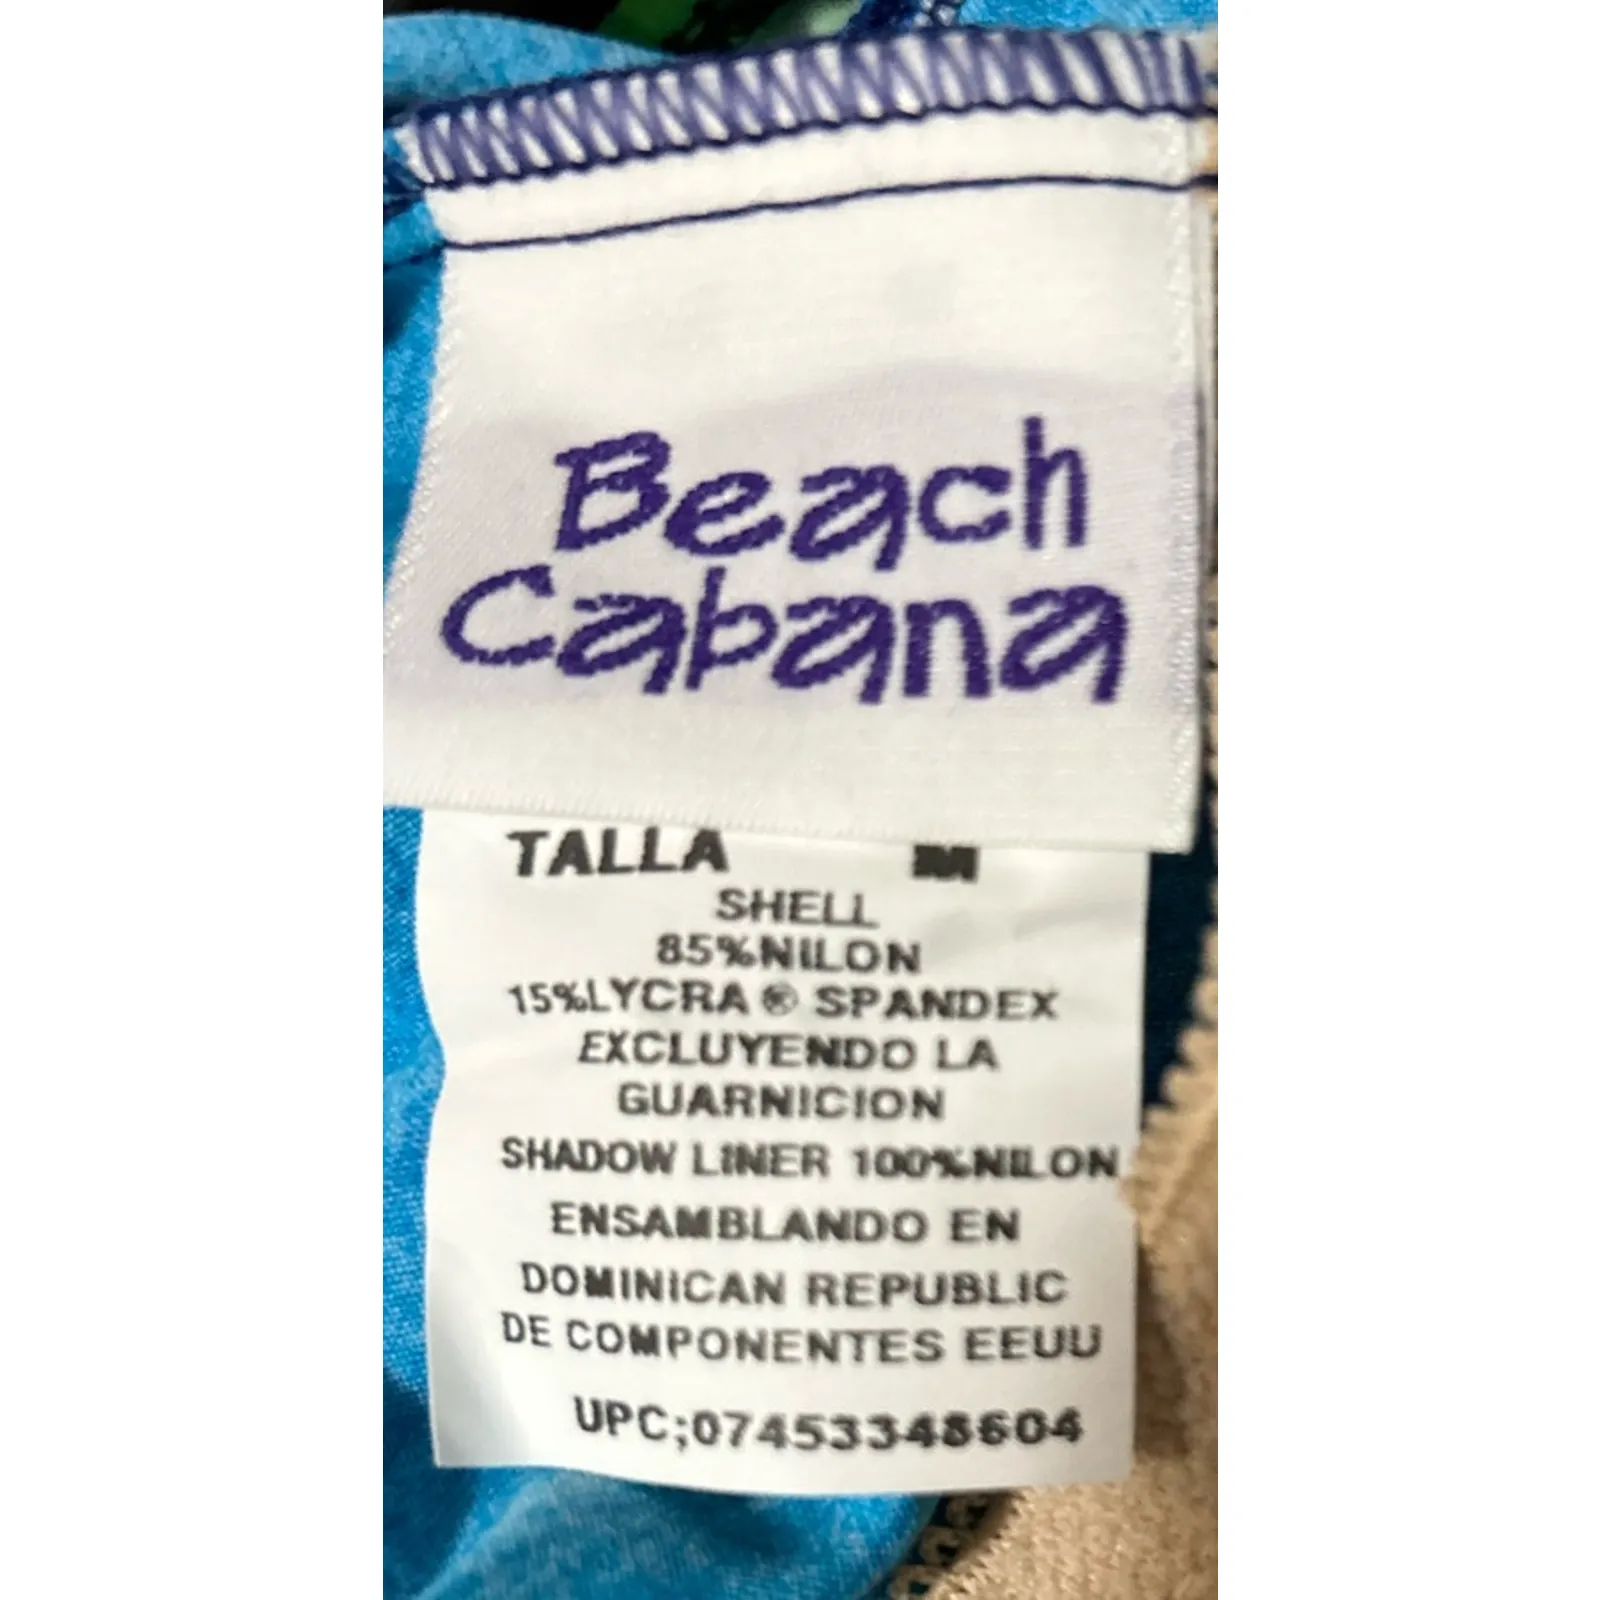 Beach
Cabana
TALLA M
SHELL
85%NILON
15%LYCRA ® SPANDEX
EXCLUYENDO LA
GUARNICION
SHADOW LINER 100%NILON
ENSAMBLANDO EN
DOMINICAN REPUBLIC
DE COMPONENTES EEUU
UPC;07453348604